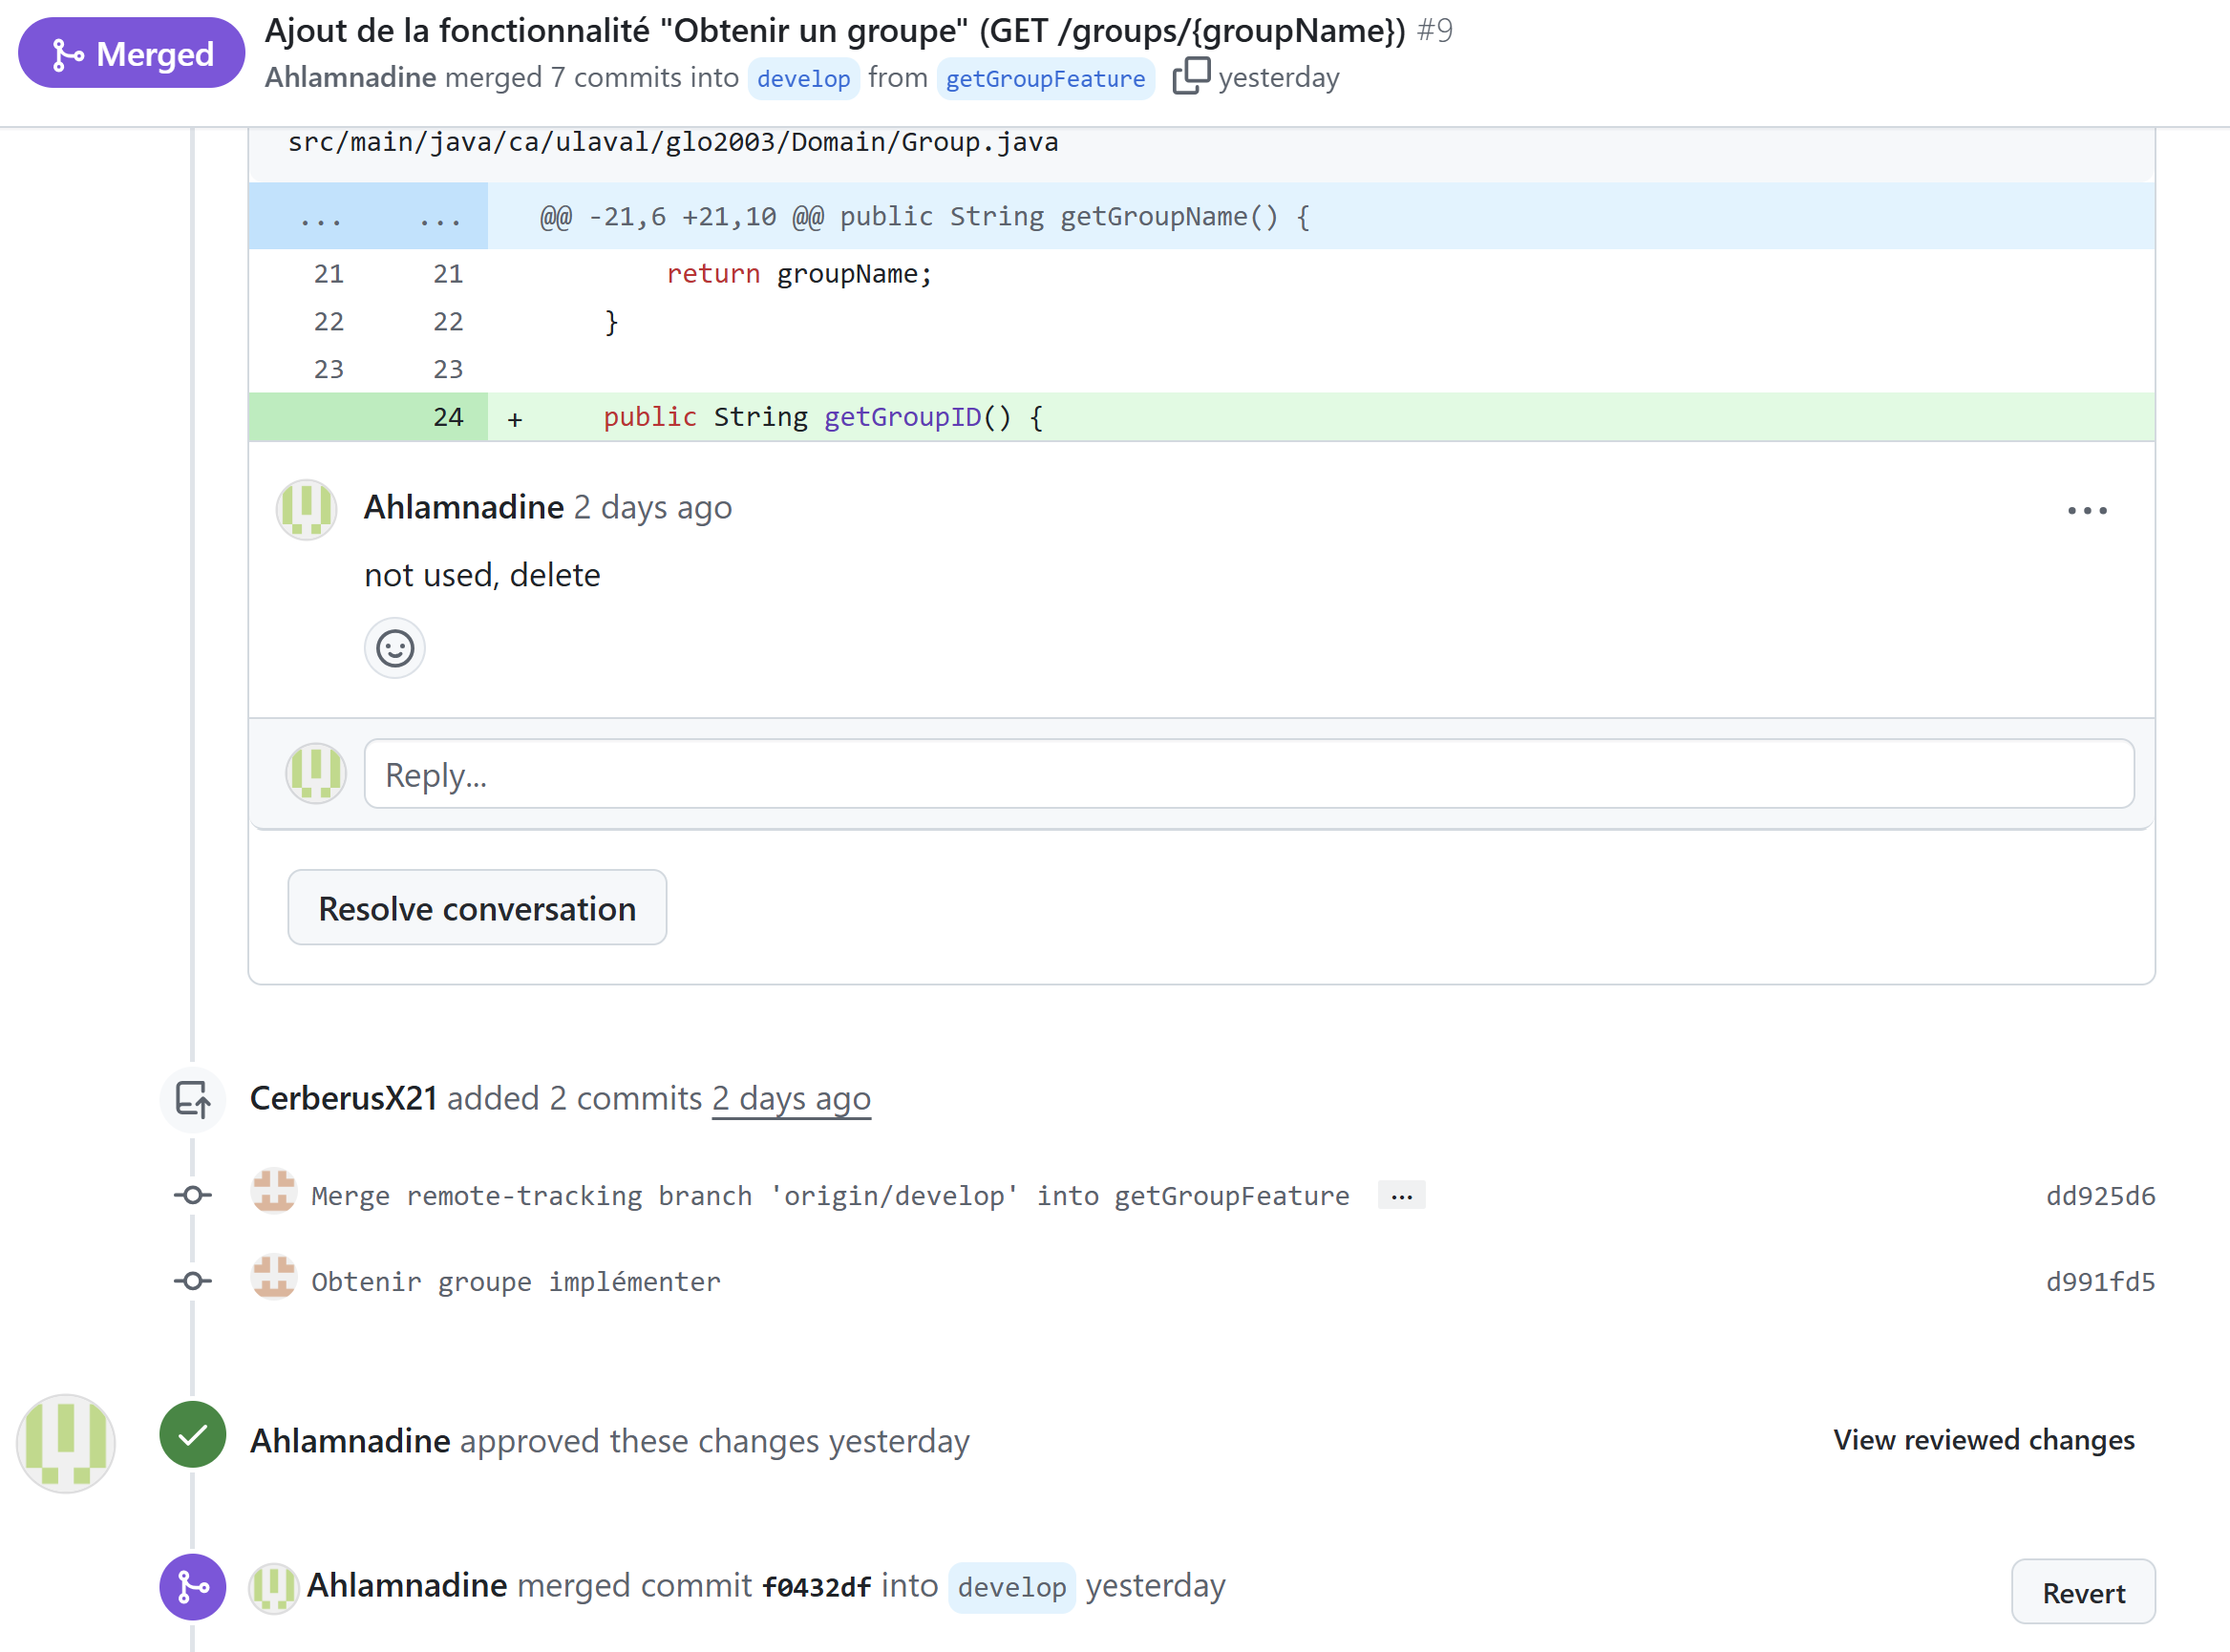 Merged
Ajout de la fonctionnalité "Obtenir un groupe" (GET /groups/{groupName}) #9
Ahlamnadine merged 7 commits into develop from getGroupFeature yesterday
src/main/java/ca/ulaval/glo2003/Domain/Group.java
... ... @@ -21,6 +21,10 @@ public String getGroupName() {
21 21 return groupName;
22 22 }
23 23
24 + public String getGroupID() {
Ahlamnadine 2 days ago
not used, delete
Reply...
Resolve conversation
CerberusX21 added 2 commits 2 days ago
Merge remote-tracking branch 'origin/develop' into getGroupFeature ... dd925d6
Obtenir groupe implémenter d991fd5
Ahlamnadine approved these changes yesterday View reviewed changes
Ahlamnadine merged commit f0432df into develop yesterday Revert